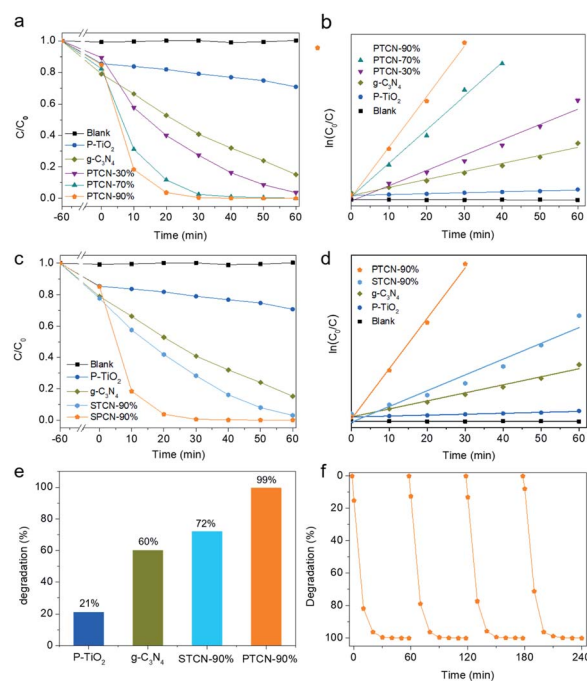 a
C/C₀
1.0
0.8
0.6
0.4
0.2
0.0
Blank
P-TiO₂
g-C₃N₄
PTCN-30%
PTCN-70%
PTCN-90%
-60 0 10 20 30 40 50 60
Time (min)
b
ln(C₀/C)
PTCN-90%
PTCN-70%
PTCN-30%
g-C₃N₄
P-TiO₂
Black
0 10 20 30 40 50 60
Time (min)
c
C/C₀
1.0
0.8
0.6
0.4
0.2
0.0
Blank
P-TiO₂
g-C₃N₄
STCN-90%
SPCN-90%
-60 0 10 20 30 40 50 60
Time (min)
d
ln(C₀/C)
PTCN-90%
STCN-90%
g-C₃N₄
P-TiO₂
Blank
0 10 20 30 40 50 60
Time (min)
e
degradation (%)
100
80
60
40
20
0
21%
60%
72%
99%
P-TiO₂ g-C₃N₄ STCN-90% PTCN-90%
f
Degradation (%)
0
20
40
60
80
100
0 60 120 180 240
Time (min)